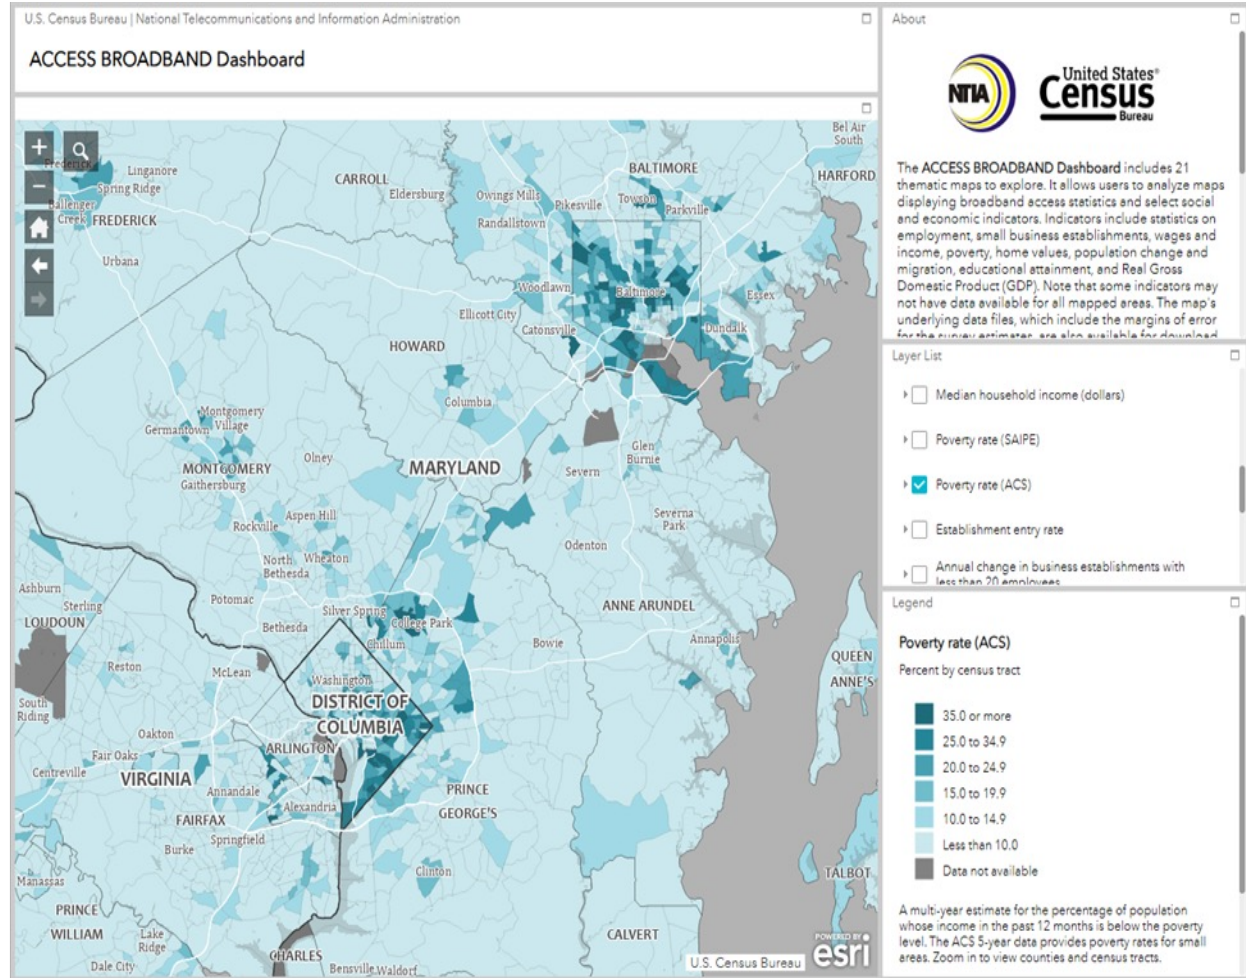 U.S. Census Bureau | National Telecommunications and Information Administration
ACCESS BROADBAND Dashboard
Bel Air
South
Frederick
Linganore
Spring Ridge
Ballenger
Creek
FREDERICK
Urbana
CARROLL
Eldersburg
BALTIMORE
HARFORD
Owings Mills
Pikesville
Towson
Parkville
Randallstown
Woodlawn
Baltimore
Essex
Ellicott City
Catonsville
Dundalk
HOWARD
Columbia
Montgomery
Village
Germantown
Olney
MONTGOMERY
Gaithersburg
MARYLAND
Glen
Burnie
Severn
Severna
Park
Aspen Hill
Rockville
Odenton
North
Bethesda
Wheaton
Ashburn
Sterling
LOUDOUN
Potomac
Silver Spring
College Park
ANNE ARUNDEL
Bethesda
Chillum
Bowie
Annapolis
Reston
McLean
Washington
QUEEN
ANNE'S
South
Riding
DISTRICT OF
COLUMBIA
Oakton
ARLINGTON
Fair Oaks
Centreville
VIRGINIA
Annandale
Alexandria
PRINCE
GEORGE'S
FAIRFAX
Springfield
Burke
Clinton
Manassas
TALBOT
PRINCE
WILLIAM
Lake
Ridge
CALVERT
Dale City
CHARLES
Bensville
Waldorf
U.S. Census Bureau
POWERED BY
esri
About
NTIA
United States®
Census
Bureau
The ACCESS BROADBAND Dashboard includes 21
thematic maps to explore. It allows users to analyze maps
displaying broadband access statistics and select social
and economic indicators. Indicators include statistics on
employment, small business establishments, wages and
income, poverty, home values, population change and
migration, educational attainment, and Real Gross
Domestic Product (GDP). Note that some indicators may
not have data available for all mapped areas. The map's
underlying data files, which include the margins of error
for the survey estimates, are also available for download
Layer List
Median household income (dollars)
Poverty rate (SAIPE)
Poverty rate (ACS)
Establishment entry rate
Annual change in business establishments with
less than 20 employees
Legend
Poverty rate (ACS)
Percent by census tract
35.0 or more
25.0 to 34.9
20.0 to 24.9
15.0 to 19.9
10.0 to 14.9
Less than 10.0
Data not available
A multi-year estimate for the percentage of population
whose income in the past 12 months is below the poverty
level. The ACS 5-year data provides poverty rates for small
areas. Zoom in to view counties and census tracts.